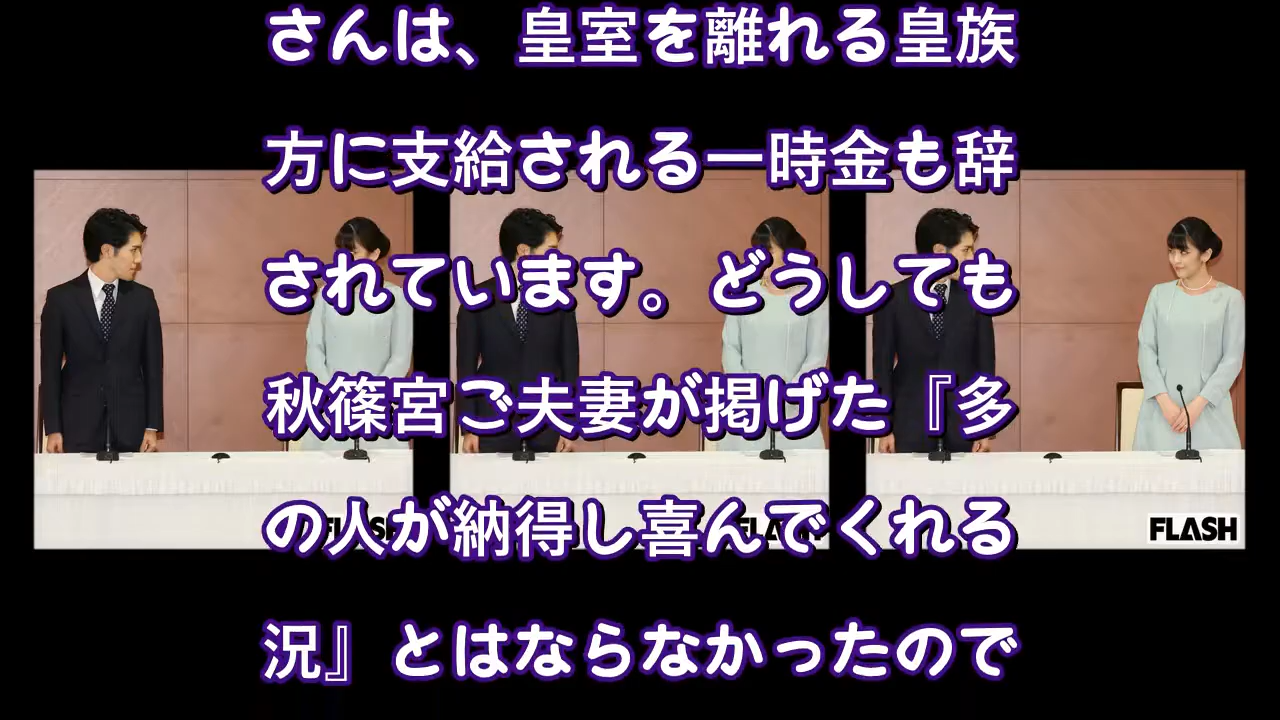 さんは、皇室を離れる皇族
方に支給される一時金も辞
されています。どうしても
秋篠宮ご夫妻が掲げた『多
の人が納得し喜んでくれる
況』とはならなかったので
FLASH
FLASH
FLASH